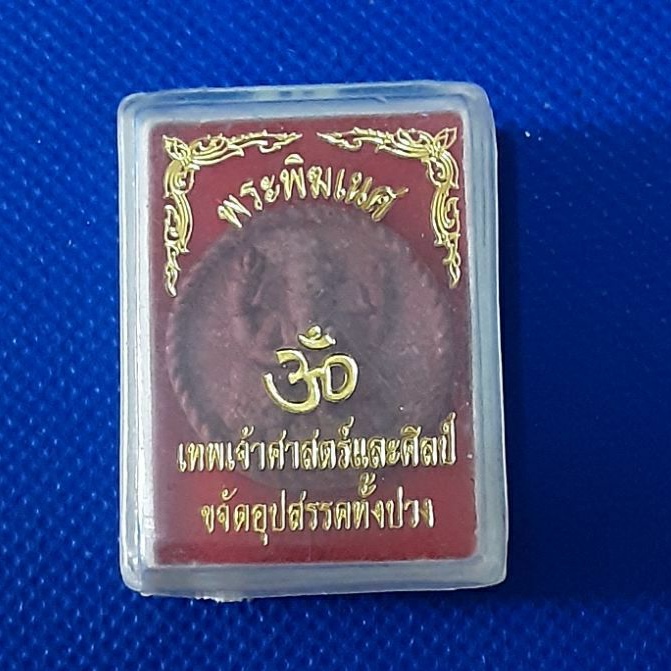 พระพิฆเนศ
ॐ
เทพเจ้าศาสตร์และศิลป์
ขจัดอุปสรรคทั้งปวง